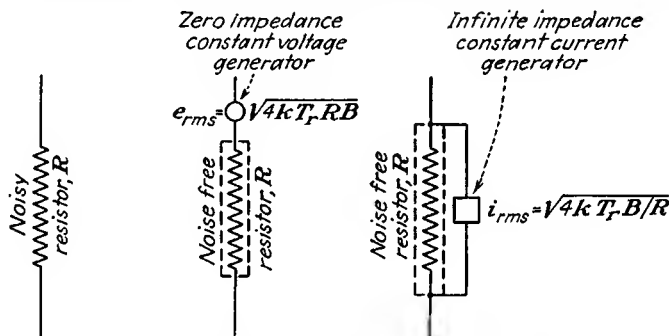 Zero impedance
constant voltage
generator
Infinite impedance
constant current
generator
e_rms = √4kT_rRB
Noisy
resistor, R
Noise free
resistor, R
Noise free
resistor, R
i_rms = √4kT_rB/R